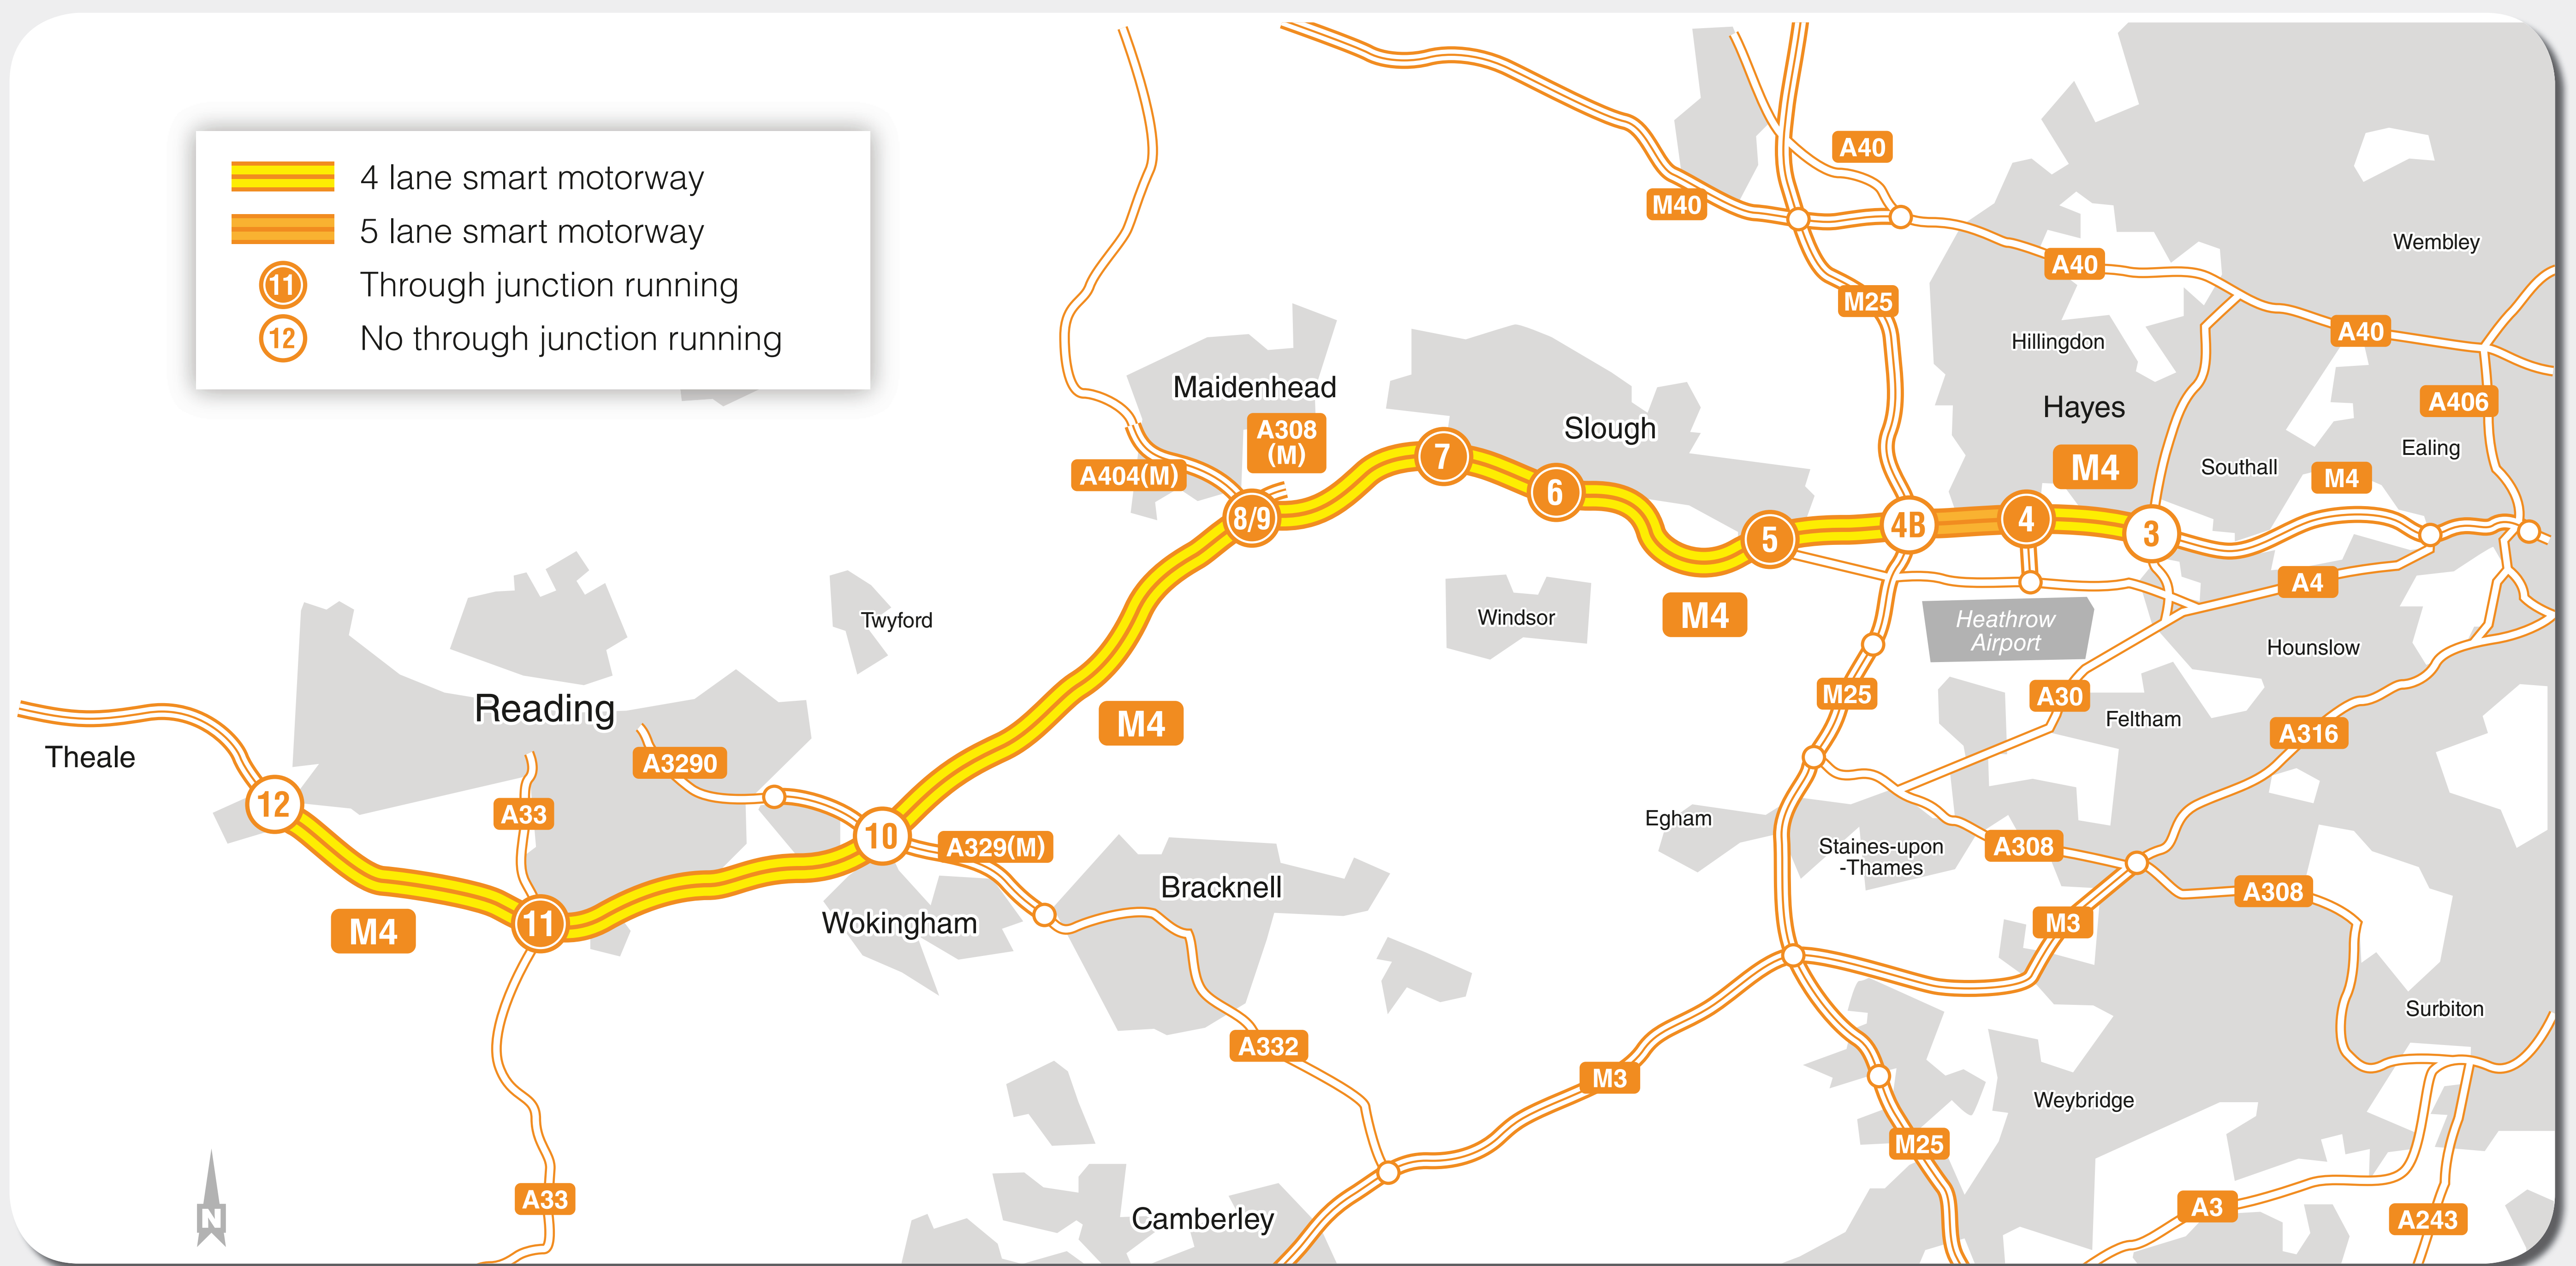 4 lane smart motorway
5 lane smart motorway
11 Through junction running
12 No through junction running
A40
M40
Wembley
A40
M25
Hillingdon
A40
Maidenhead
A406
Hayes
A308
(M)
Slough
Ealing
7
M4
Southall
A404(M)
M4
6
8/9
4
4B
3
5
A4
Twyford
Windsor
M4
Heathrow
Airport
Hounslow
Reading
M25
A30
M4
Feltham
A316
Theale
A3290
12
A33
Egham
10
A329(M)
Staines-upon
-Thames
A308
Bracknell
A308
11
M4
Wokingham
M3
Surbiton
A332
M3
Weybridge
M25
A33
A3
N
Camberley
A243